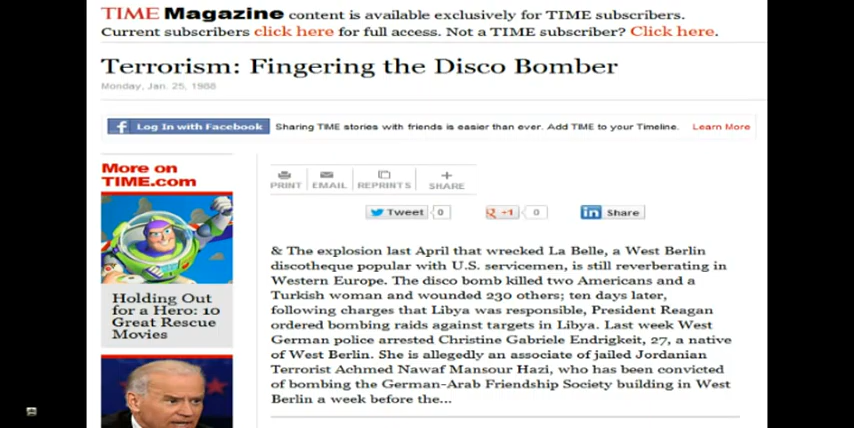 TIME Magazine content is available exclusively for TIME subscribers.
Current subscribers click here for full access. Not a TIME subscriber? Click here.
Terrorism: Fingering the Disco Bomber
Monday, Jan. 25, 1988
f Log In with Facebook Sharing TIME stories with friends is easier than ever. Add TIME to your Timeline. Learn More
More on
TIME.com
Holding Out
for a Hero: 10
Great Rescue
Movies
PRINT EMAIL REPRINTS SHARE
Tweet 0 g +1 0 in Share
& The explosion last April that wrecked La Belle, a West Berlin
discotheque popular with U.S. servicemen, is still reverberating in
Western Europe. The disco bomb killed two Americans and a
Turkish woman and wounded 230 others; ten days later,
following charges that Libya was responsible, President Reagan
ordered bombing raids against targets in Libya. Last week West
German police arrested Christine Gabriele Endrigkeit, 27, a native
of West Berlin. She is allegedly an associate of jailed Jordanian
Terrorist Achmed Nawaf Mansour Hazi, who has been convicted
of bombing the German-Arab Friendship Society building in West
Berlin a week before the...